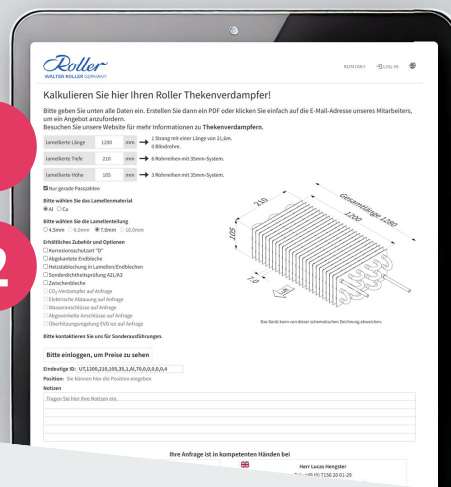 Roller
WALTER ROLLER GERMANY
KONTAKT LOG IN
Kalkulieren Sie hier Ihren Roller Thekenverdampfer!
Bitte geben Sie unten alle Daten ein. Erstellen Sie dann ein PDF oder klicken Sie einfach auf die E-Mail-Adresse unseres Mitarbeiters,
um ein Angebot anzufordern.
Besuchen Sie unsere Website für mehr Informationen zu Thekenverdampfern.
lamellierte Länge 1200 mm → 1 Strang mit einer Länge von 21,6m.
0 Blindrohre.
lamellierte Tiefe 210 mm → 6 Rohrreihen mit 35mm-System.
lamellierte Höhe 105 mm → 3 Rohrreihen mit 35mm-System.
Nur gerade Passzahlen
Bitte wählen Sie das Lamellenmaterial
Al Cu
Bitte wählen Sie die Lamellenteilung
4.5mm 6.0mm 7.0mm 10.0mm
Erhältliches Zubehör und Optionen
Korrosionsschutzart "D"
Abgekantete Endbleche
Heizstablochung in Lamellen/Endblechen
Sonderdichtheitsprüfung A2L/A3
Zwischenbleche
CO₂-Verdampfer auf Anfrage
Elektrische Abtauung auf Anfrage
Wasseranschlüsse auf Anfrage
Abgewinkelte Anschlüsse auf Anfrage
Überhitzungsregelung EVD ice auf Anfrage
Bitte kontaktieren Sie uns für Sonderausführungen.
210
Gesamtlänge 1280
1200
105
7.0
Das Gerät kann von dieser schematischen Zeichnung abweichen.
Bitte einloggen, um Preise zu sehen
Eindeutige ID: UT,1200,210,105,35,1,Al,70,0,0,0,0,0,4
Position: Sie können hier die Position eingeben
Notizen
Tragen Sie hier Ihre Notizen ein.
Ihre Anfrage ist in kompetenten Händen bei
Herr Lucas Hengster
2